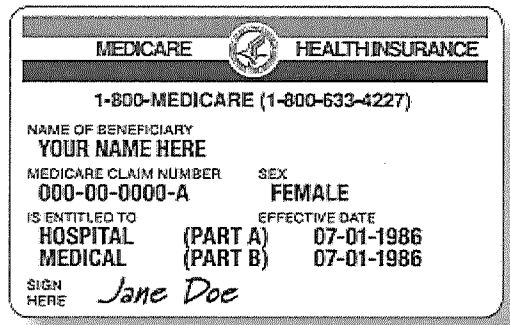 MEDICARE HEALTH INSURANCE
1-800-MEDICARE (1-800-633-4227)
NAME OF BENEFICIARY
YOUR NAME HERE
MEDICARE CLAIM NUMBER SEX
000-00-0000-A FEMALE
IS ENTITLED TO EFFECTIVE DATE
HOSPITAL (PART A) 07-01-1986
MEDICAL (PART B) 07-01-1986
SIGN
HERE Jane Doe